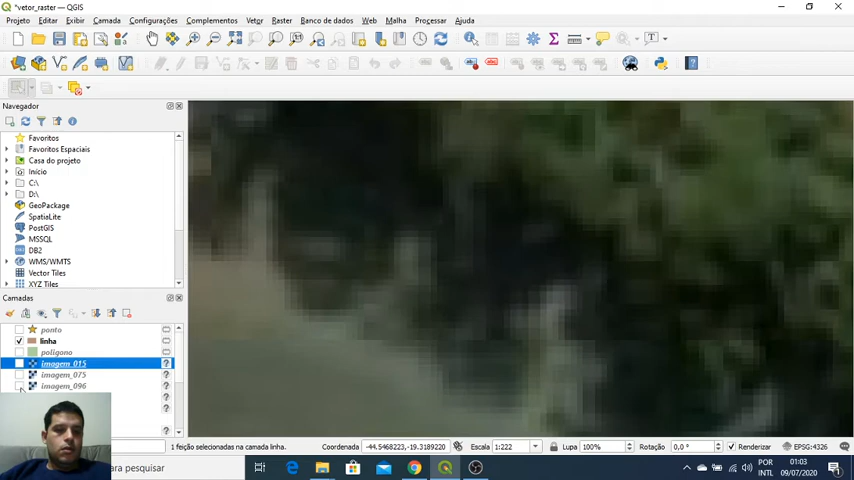 *vetor_raster — QGIS
Projeto Editar Exibir Camada Configurações Complementos Vetor Raster Banco de dados Web Malha Processar Ajuda
Navegador
Favoritos
Favoritos Espaciais
Casa do projeto
Início
C:\
D:\
GeoPackage
SpatiaLite
PostGIS
MSSQL
DB2
WMS/WMTS
Vector Tiles
XYZ Tiles
Camadas
ponto
linha
polígono
imagem_015
imagem_075
imagem_096
1 feição selecionadas na camada linha. Coordenada -44.5468223,-19.3189220 Escala 1:222 Lupa 100% Rotação 0,0 ° Renderizar EPSG:4326
para pesquisar
POR
INTL
01:03
09/07/2020